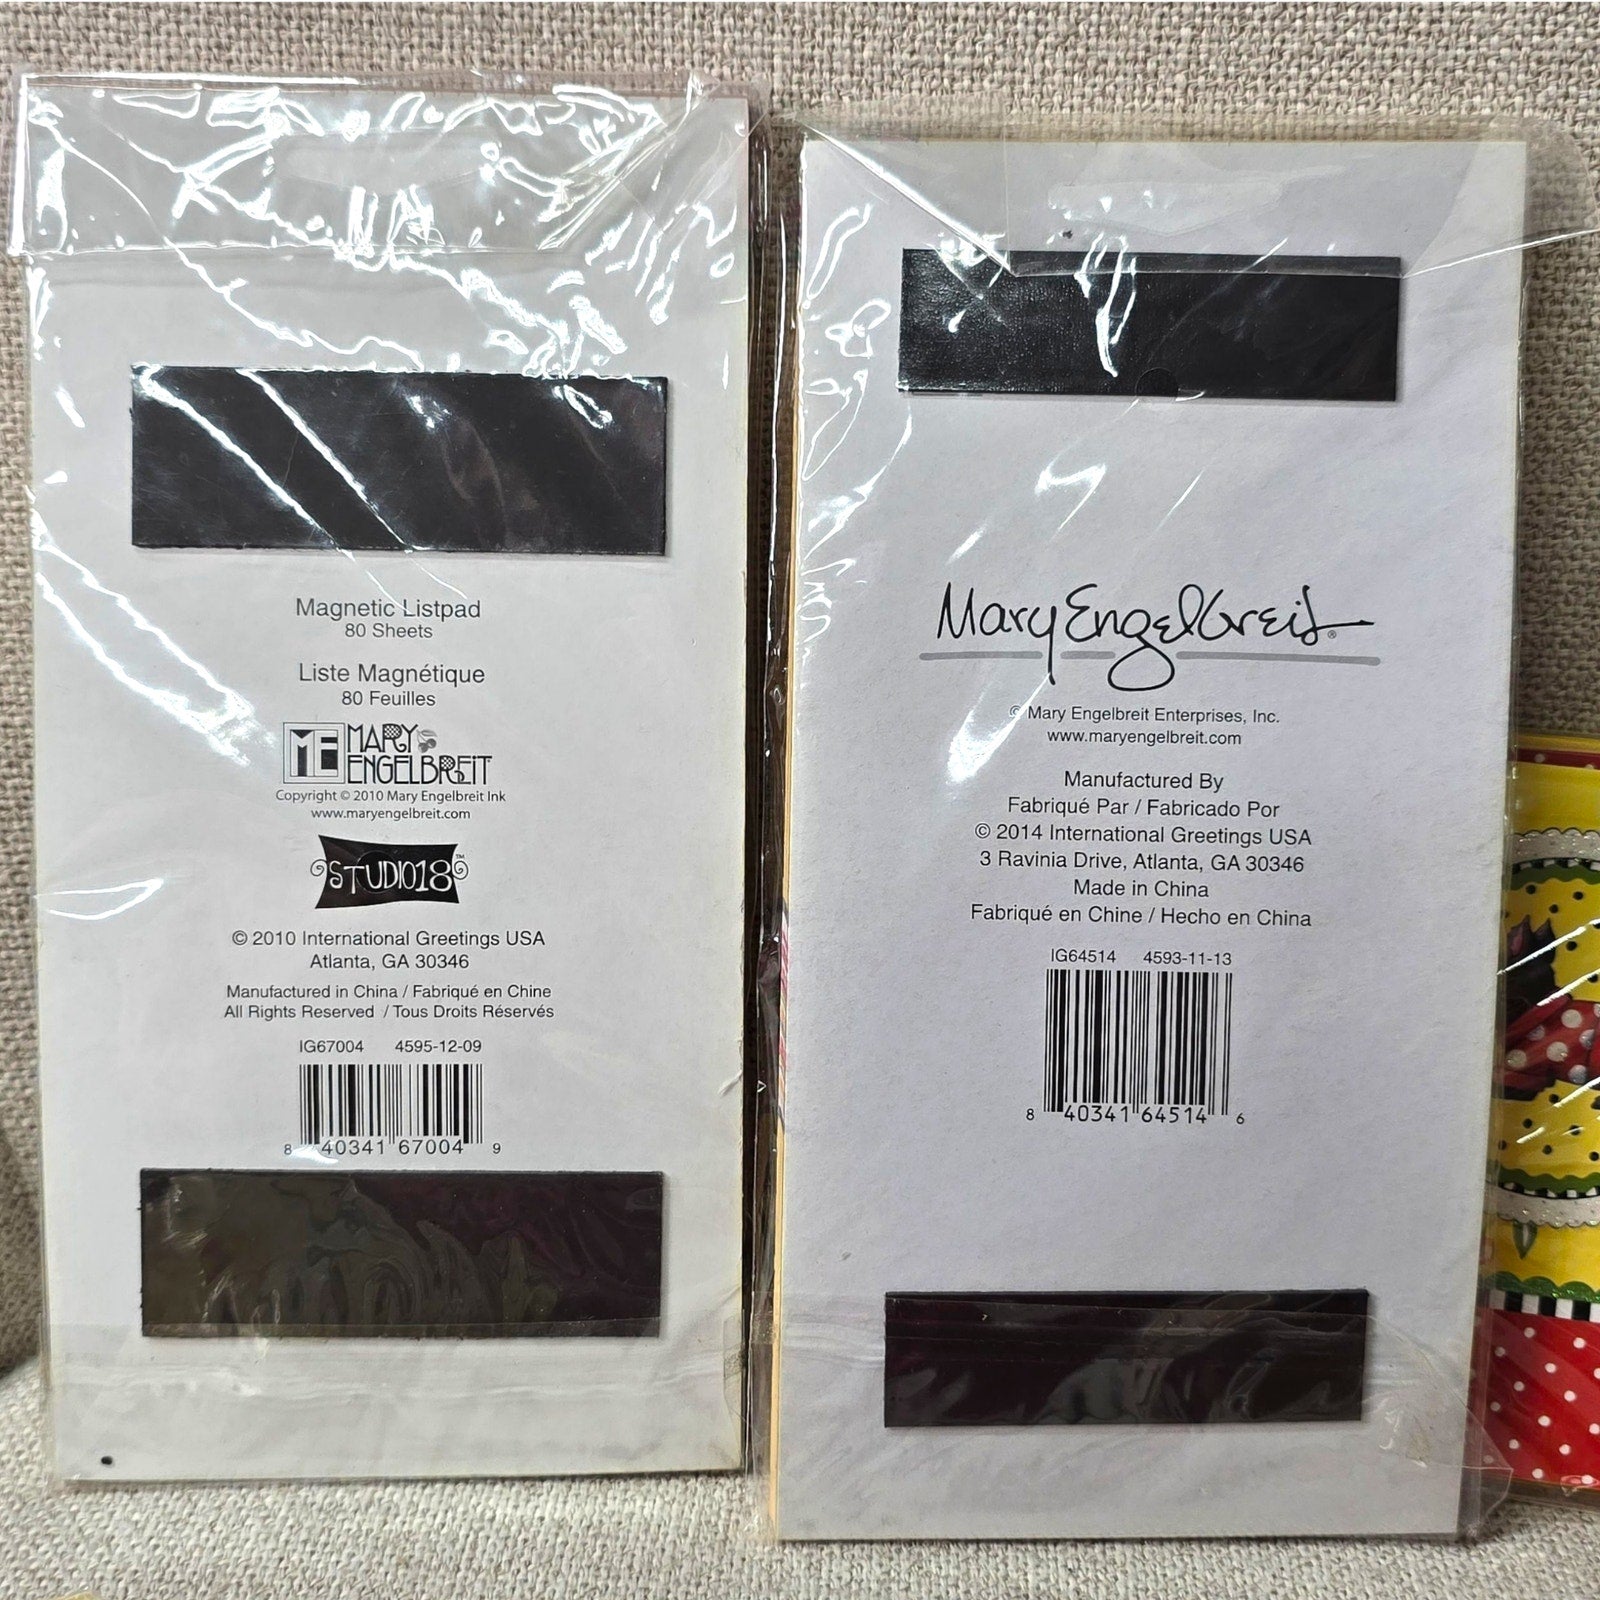 Magnetic Listpad
80 Sheets
Liste Magnétique
80 Feuilles
ME MARY
ENGELBREIT
Copyright © 2010 Mary Engelbreit Ink
www.maryengelbreit.com
STUDIO18™
© 2010 International Greetings USA
Atlanta, GA 30346
Manufactured in China / Fabriqué en Chine
All Rights Reserved / Tous Droits Réservés
IG67004 4595-12-09
8 40341 67004 9
Mary Engelbreit®
© Mary Engelbreit Enterprises, Inc.
www.maryengelbreit.com
Manufactured By
Fabriqué Par / Fabricado Por
© 2014 International Greetings USA
3 Ravinia Drive, Atlanta, GA 30346
Made in China
Fabriqué en Chine / Hecho en China
IG64514 4593-11-13
8 40341 64514 6